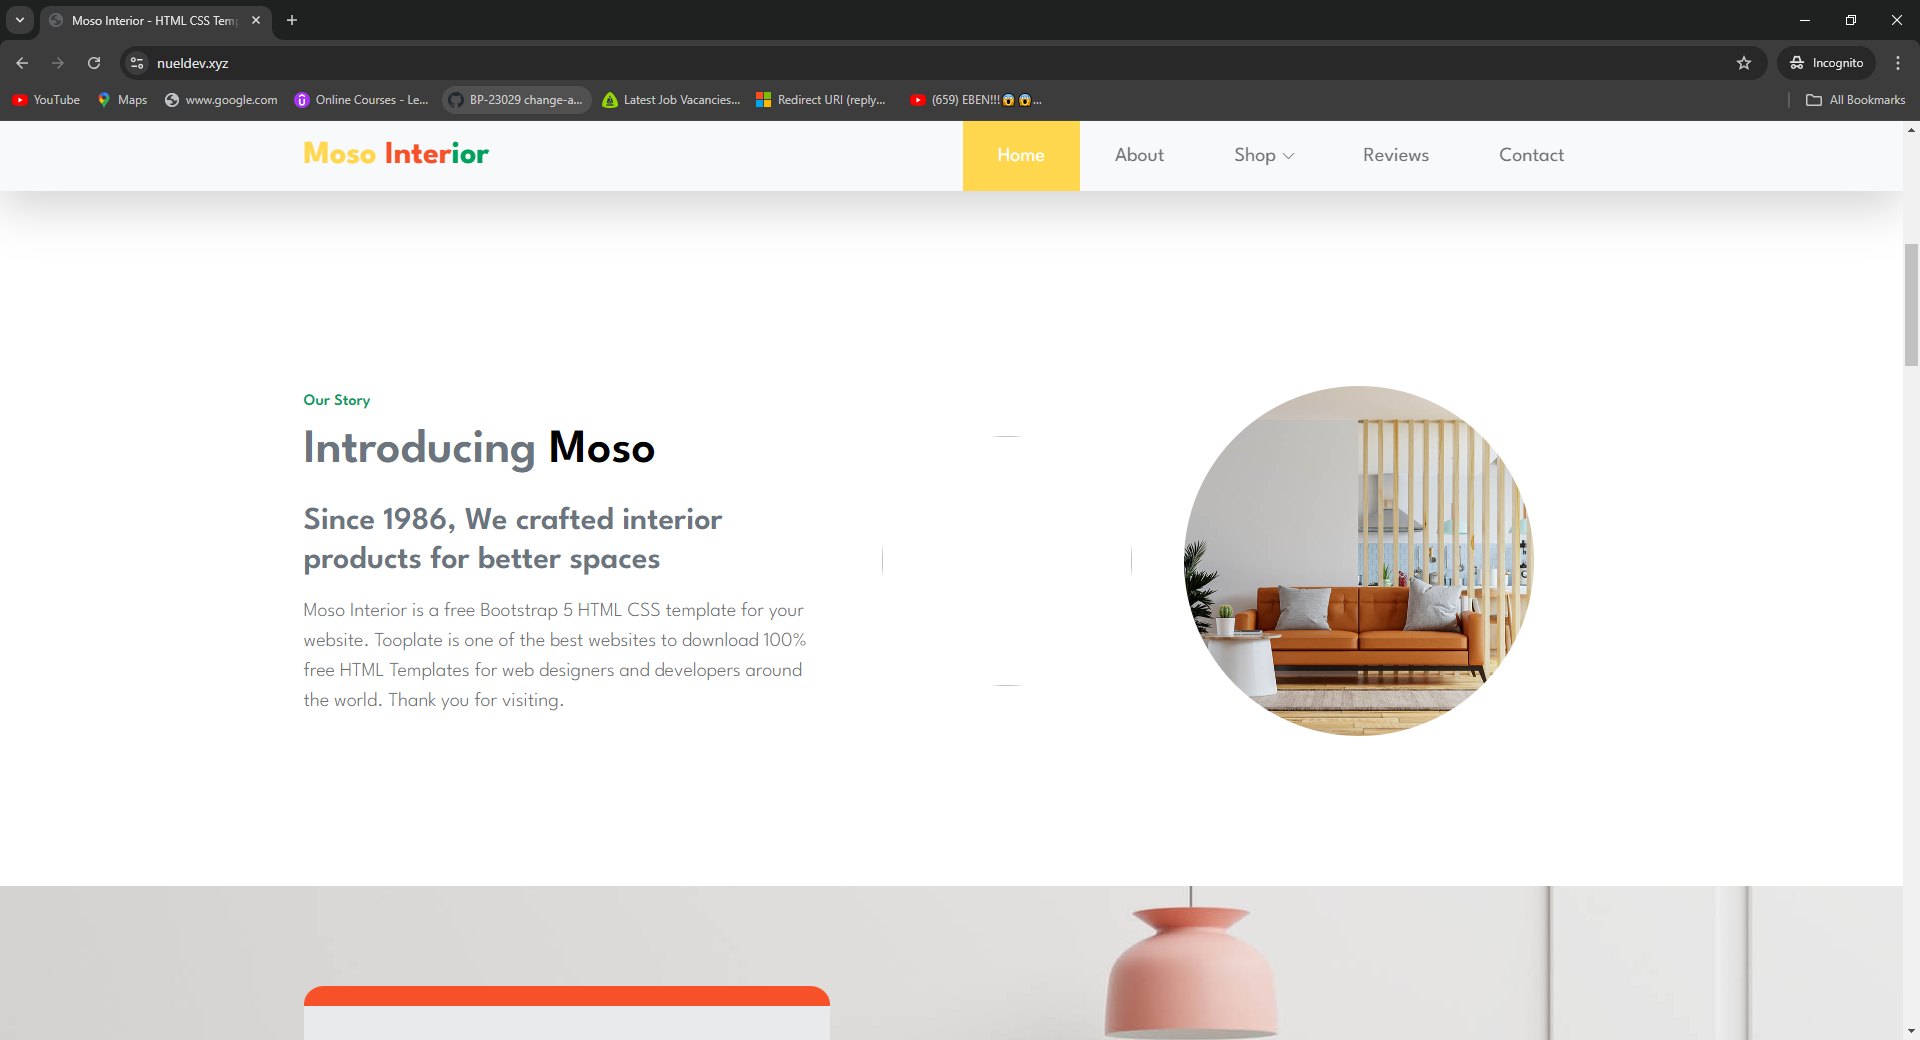 Moso Interior - HTML CSS Tem
nueldev.xyz
Incognito
YouTube
Maps
www.google.com
Online Courses - Le...
BP-23029 change-a...
Latest Job Vacancies...
Redirect URI (reply...
(659) EBEN!!!😱😱...
All Bookmarks
Moso Interior
Home
About
Shop
Reviews
Contact
Our Story
Introducing Moso
Since 1986, We crafted interior
products for better spaces
Moso Interior is a free Bootstrap 5 HTML CSS template for your
website. Tooplate is one of the best websites to download 100%
free HTML Templates for web designers and developers around
the world. Thank you for visiting.